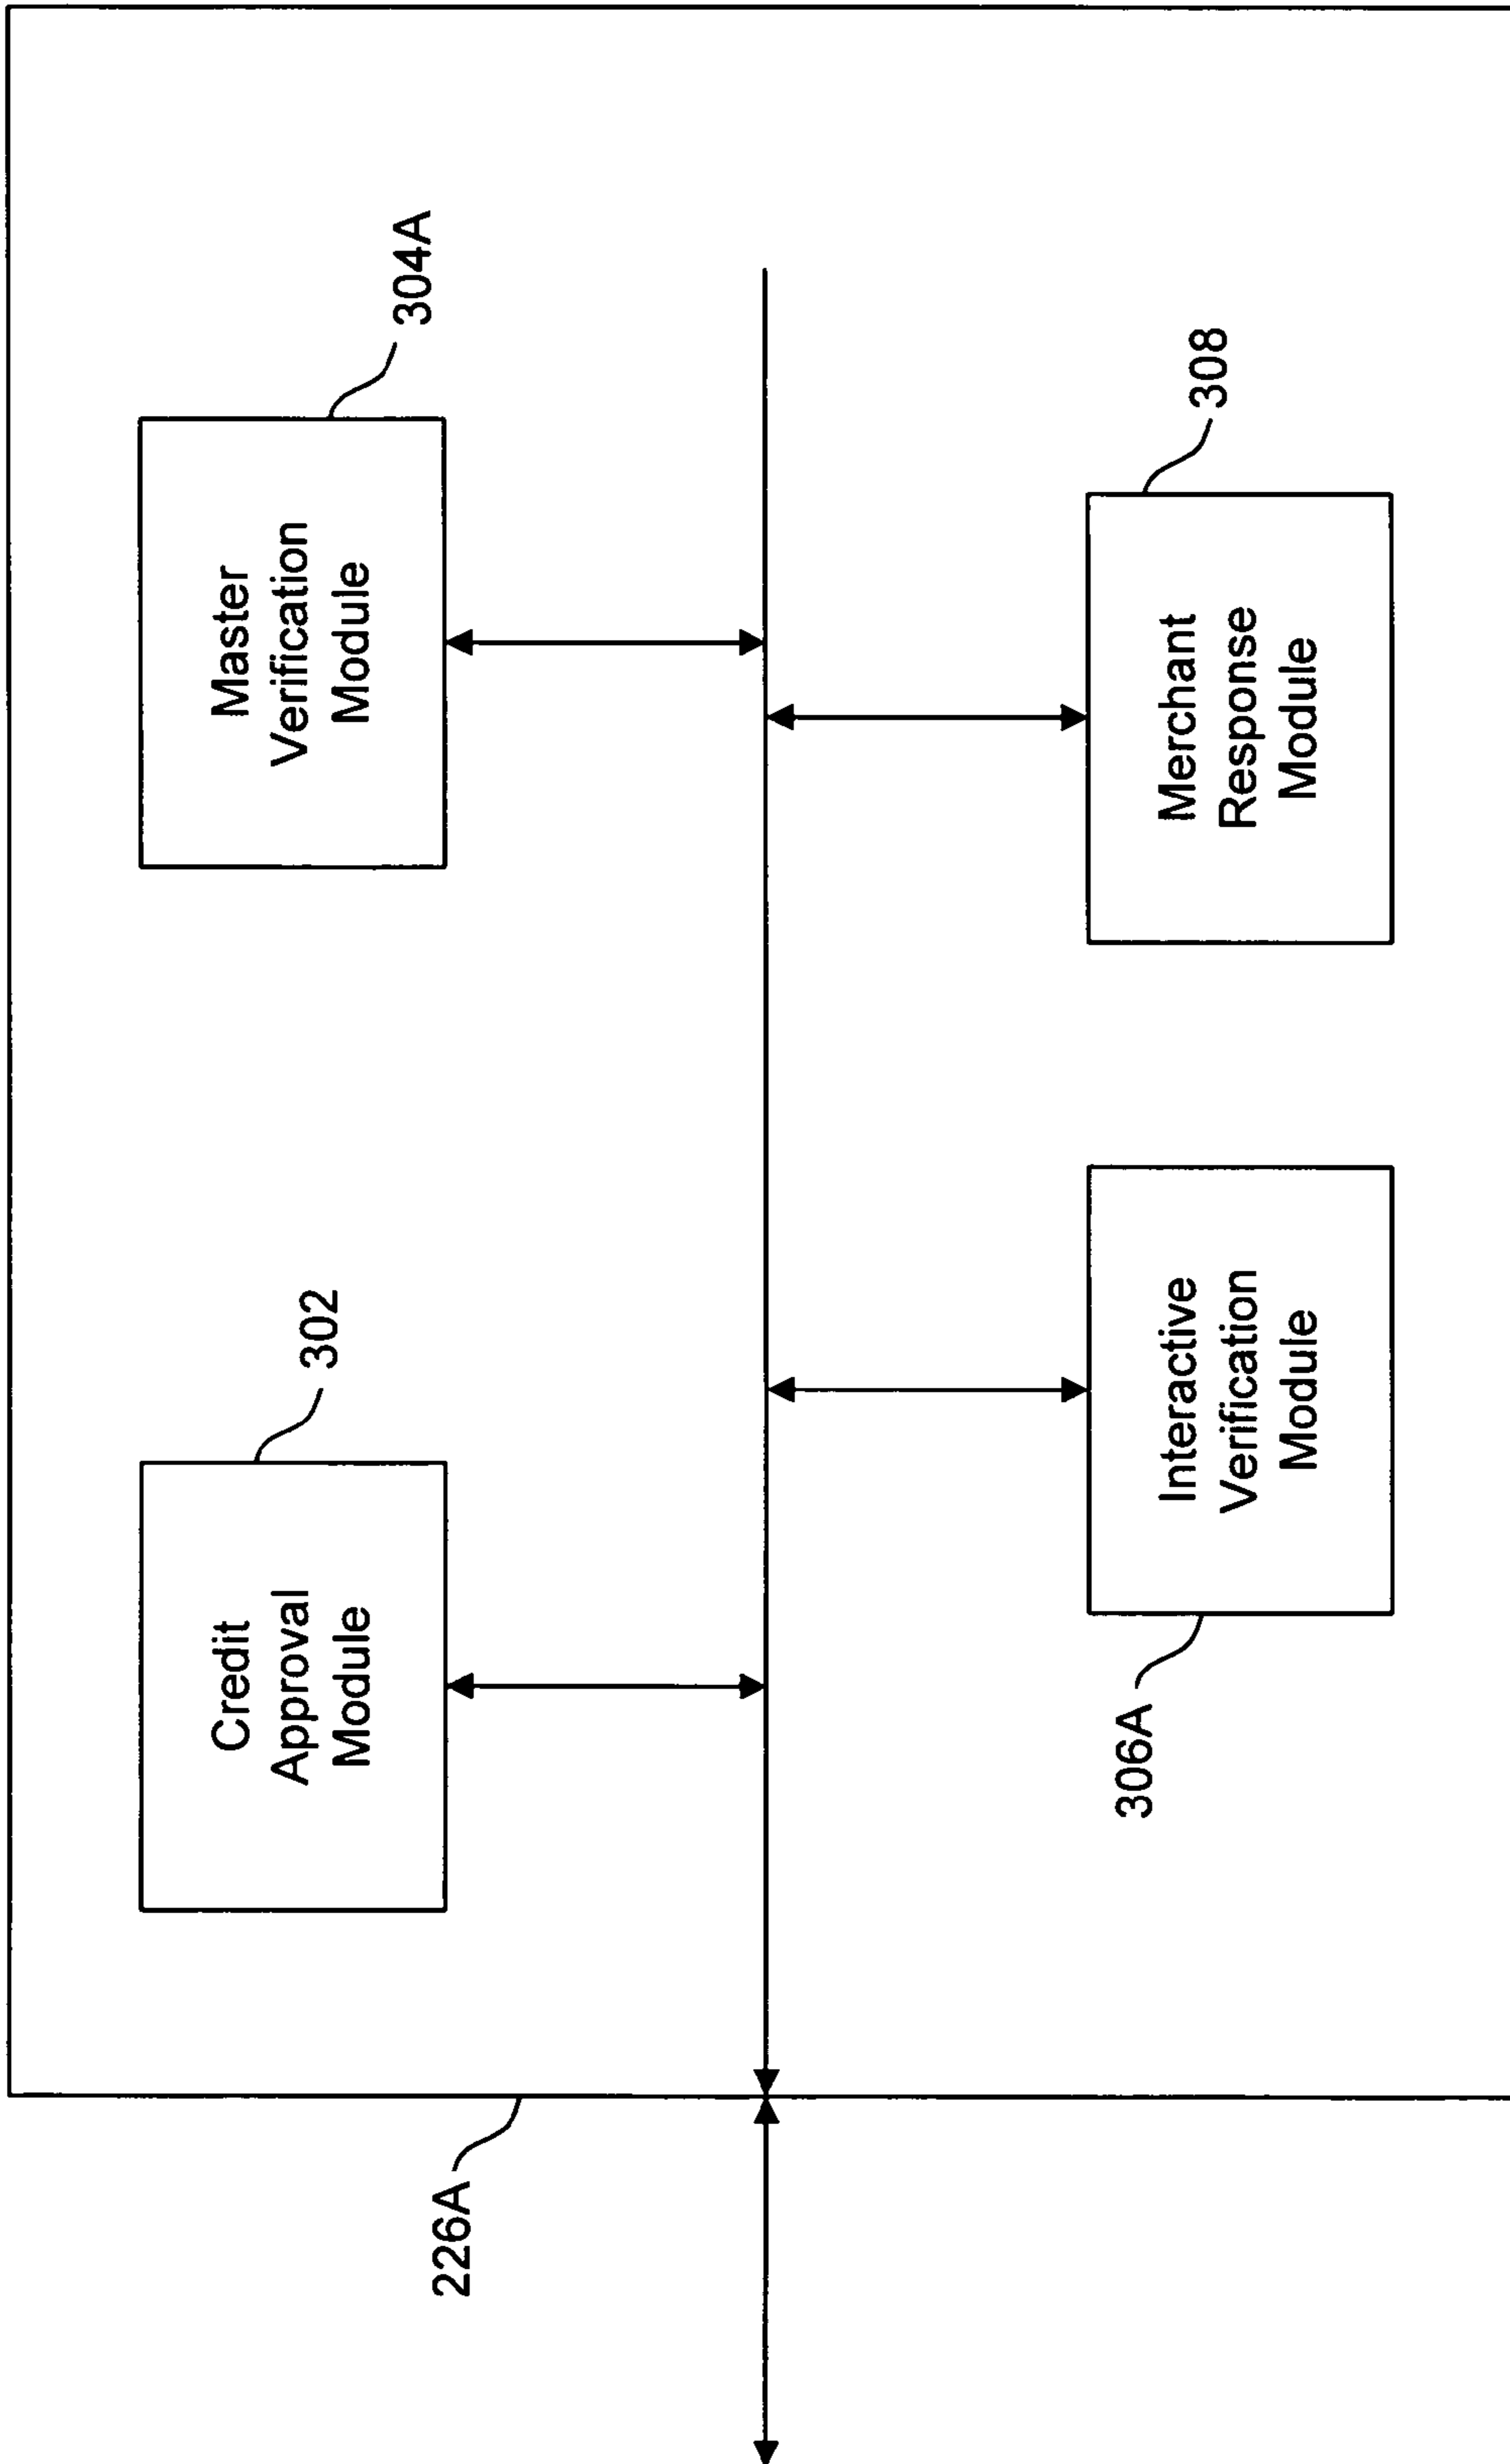 226A
302
Credit
Approval
Module
304A
Master
Verification
Module
306A
Interactive
Verification
Module
308
Merchant
Response
Module